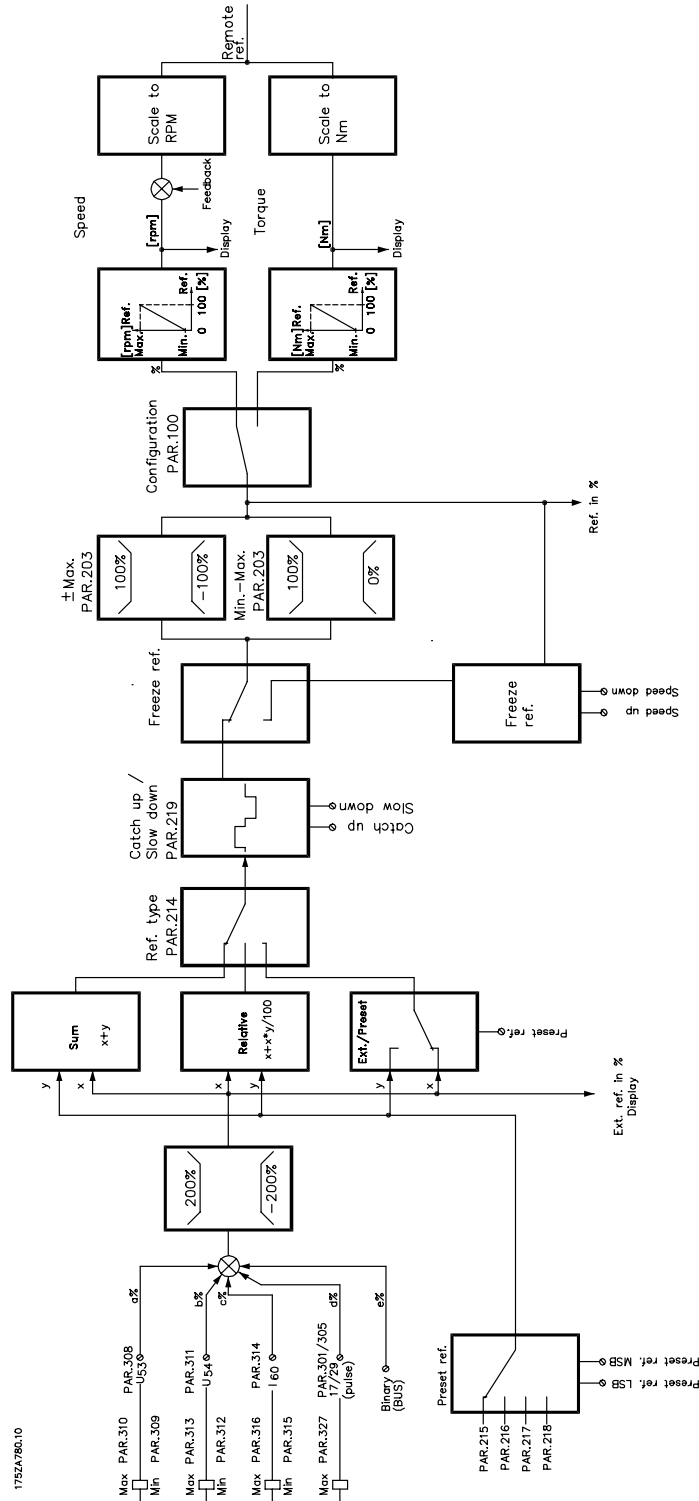 175ZA780.10
Max PAR.310
Min PAR.309
PAR.308
U 53
a%
Max PAR.313
Min PAR.312
PAR.311
U 54
b%
Max PAR.316
Min PAR.315
PAR.314
I 60
c%
Max PAR.327
PAR.301/305
17/29
(pulse)
d%
Binary
(BUS)
e%
200%
-200%
Preset ref.
PAR.215
PAR.216
PAR.217
PAR.218
Preset ref. LSB
Preset ref. MSB
Ext. ref. in %
Display
y
x
Sum
x+y
x
y
Relative
x+x*y/100
y
x
Ext./Preset
Preset ref.
Ref. type
PAR.214
Catch up /
Slow down
PAR.219
Catch up
Slow down
Freeze ref.
Freeze
ref.
Speed up
Speed down
±Max.
PAR.203
100%
-100%
Min.-Max.
PAR.203
100%
0%
Ref. in %
Configuration
PAR.100
%
%
[rpm]Ref.
Max.
Min.
Ref.
0 100 [%]
[Nm]Ref.
Max.
Min.
Ref.
0 100 [%]
Speed
[rpm]
Display
Feedback
Torque
[Nm]
Display
Scale to
RPM
Scale to
Nm
Remote
ref.